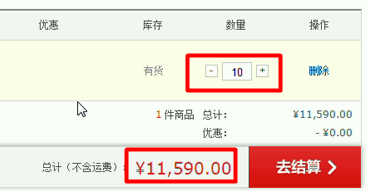 优惠 库存 数量 操作
有货 - 10 + 删除
1 件商品 总计： ¥11,590.00
优惠： - ¥0.00
总计（不含运费）： ¥11,590.00 去结算